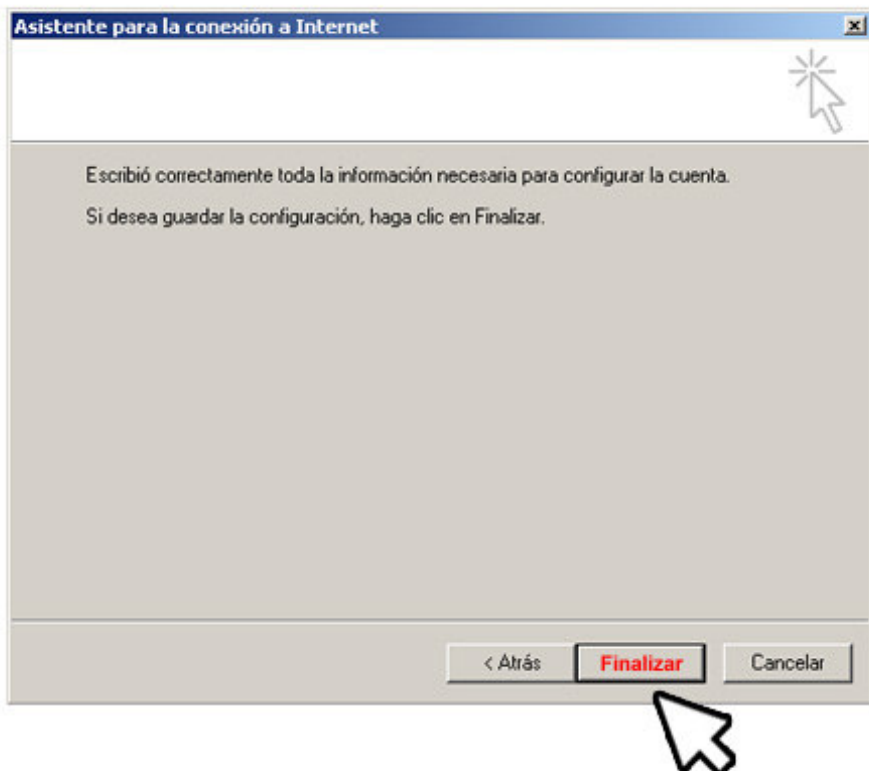 Asistente para la conexión a Internet
Escribió correctamente toda la información necesaria para configurar la cuenta.
Si desea guardar la configuración, haga clic en Finalizar.
< Atrás Finalizar Cancelar